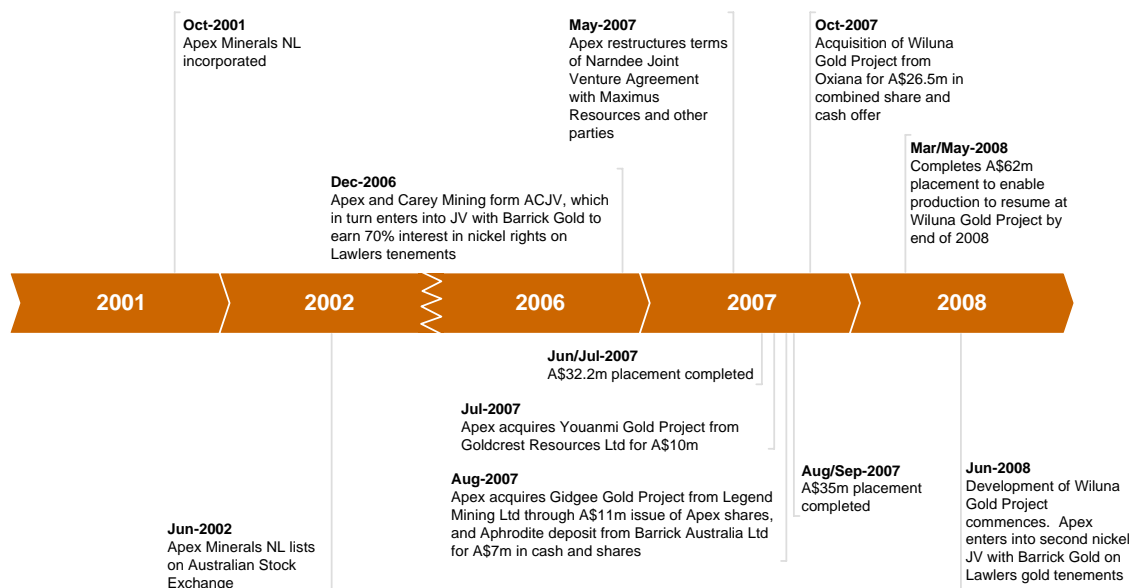 Oct-2001
Apex Minerals NL
incorporated
May-2007
Apex restructures terms
of Narndee Joint
Venture Agreement
with Maximus
Resources and other
parties
Oct-2007
Acquisition of Wiluna
Gold Project from
Oxiana for A$26.5m in
combined share and
cash offer
Mar/May-2008
Completes A$62m
placement to enable
production to resume at
Wiluna Gold Project by
end of 2008
Dec-2006
Apex and Carey Mining form ACJV, which
in turn enters into JV with Barrick Gold to
earn 70% interest in nickel rights on
Lawlers tenements
2001
2002
2006
2007
2008
Jun/Jul-2007
A$32.2m placement completed
Jul-2007
Apex acquires Youanmi Gold Project from
Goldcrest Resources Ltd for A$10m
Aug-2007
Apex acquires Gidgee Gold Project from Legend
Mining Ltd through A$11m issue of Apex shares,
and Aphrodite deposit from Barrick Australia Ltd
for A$7m in cash and shares
Aug/Sep-2007
A$35m placement
completed
Jun-2008
Development of Wiluna
Gold Project
commences.  Apex
enters into second nickel
JV with Barrick Gold on
Lawlers gold tenements
Jun-2002
Apex Minerals NL lists
on Australian Stock
Exchange